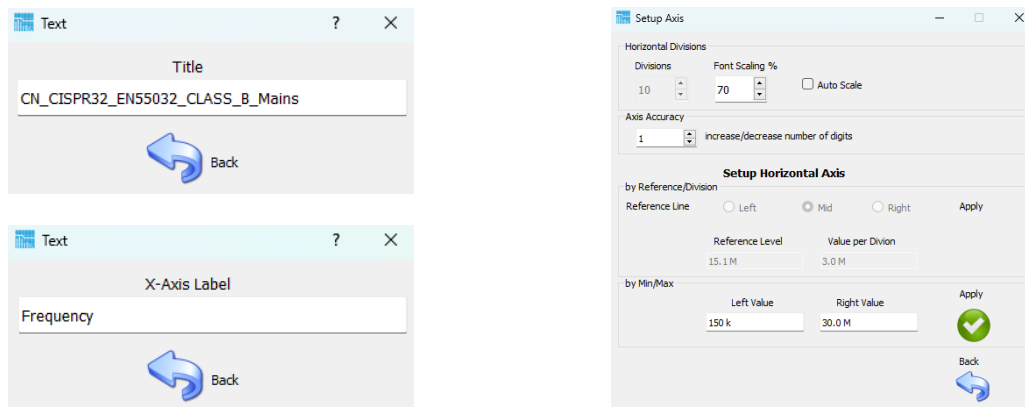 Text
Title
CN_CISPR32_EN55032_CLASS_B_Mains
Back
Text
X-Axis Label
Frequency
Back
Setup Axis
Horizontal Divisions
Divisions Font Scaling %
10 70 Auto Scale
Axis Accuracy
1 increase/decrease number of digits
Setup Horizontal Axis
by Reference/Division
Reference Line Left Mid Right Apply
Reference Level Value per Divion
15.1 M 3.0 M
by Min/Max
Left Value Right Value Apply
150 k 30.0 M
Back